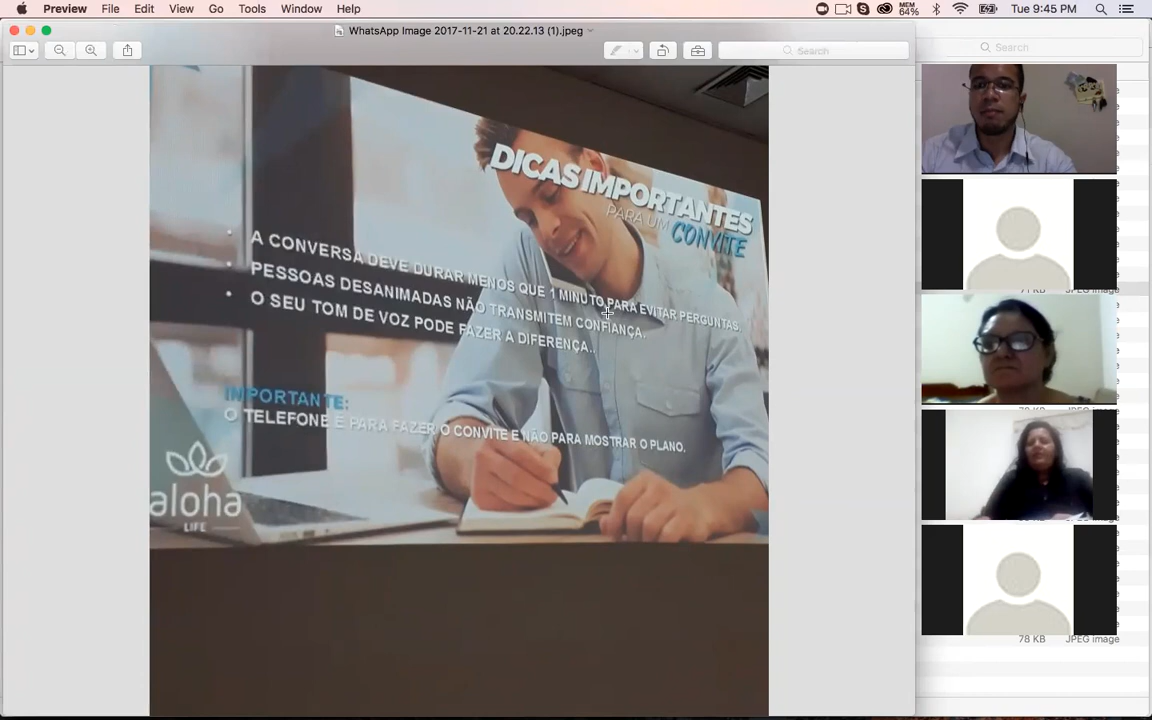 Preview File Edit View Go Tools Window Help
MEM 64%
Tue 9:45 PM
WhatsApp Image 2017-11-21 at 20.22.13 (1).jpeg
Search
Search
DICAS IMPORTANTES
PARA UM CONVITE
• A CONVERSA DEVE DURAR MENOS QUE 1 MINUTO PARA EVITAR PERGUNTAS.
• PESSOAS DESANIMADAS NÃO TRANSMITEM CONFIANÇA.
• O SEU TOM DE VOZ PODE FAZER A DIFERENÇA..
IMPORTANTE:
O TELEFONE É PARA FAZER O CONVITE E NÃO PARA MOSTRAR O PLANO.
aloha
LIFE
78 KB JPEG image